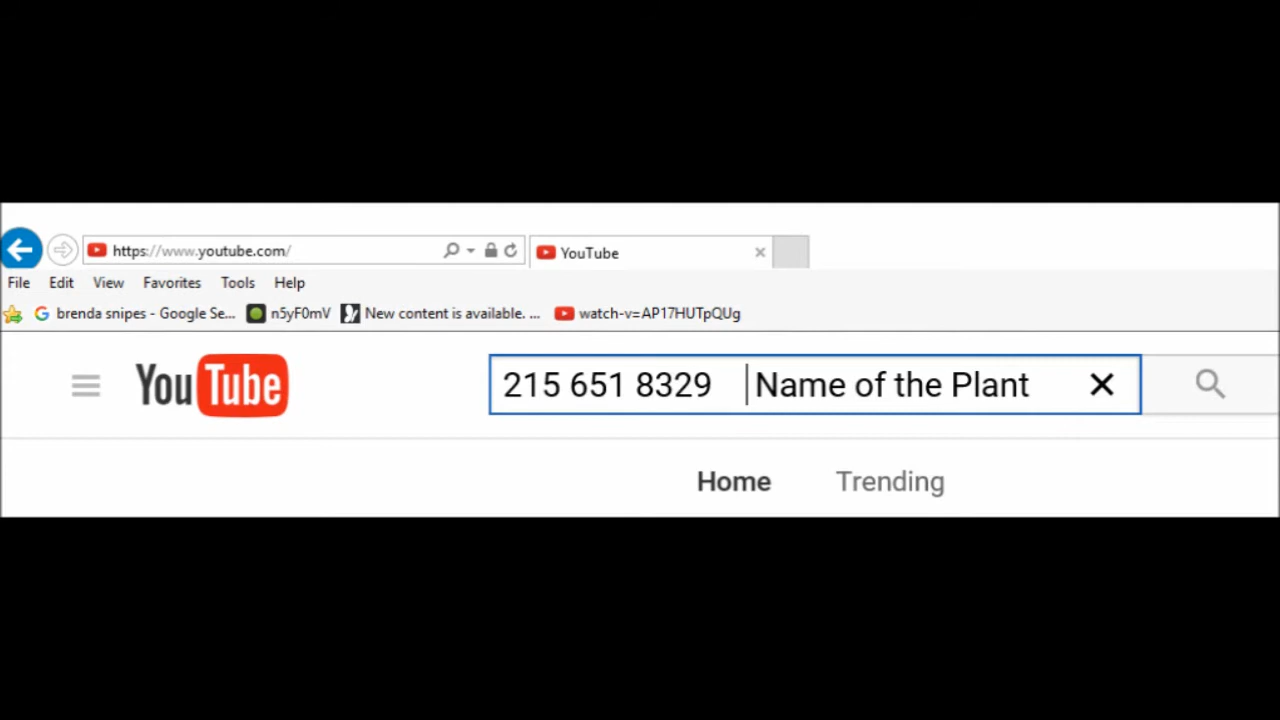 https://www.youtube.com/ YouTube
File Edit View Favorites Tools Help
brenda snipes - Google Se... n5yF0mV New content is available. ... watch-v=AP17HUTpQUg
YouTube 215 651 8329 Name of the Plant
Home Trending